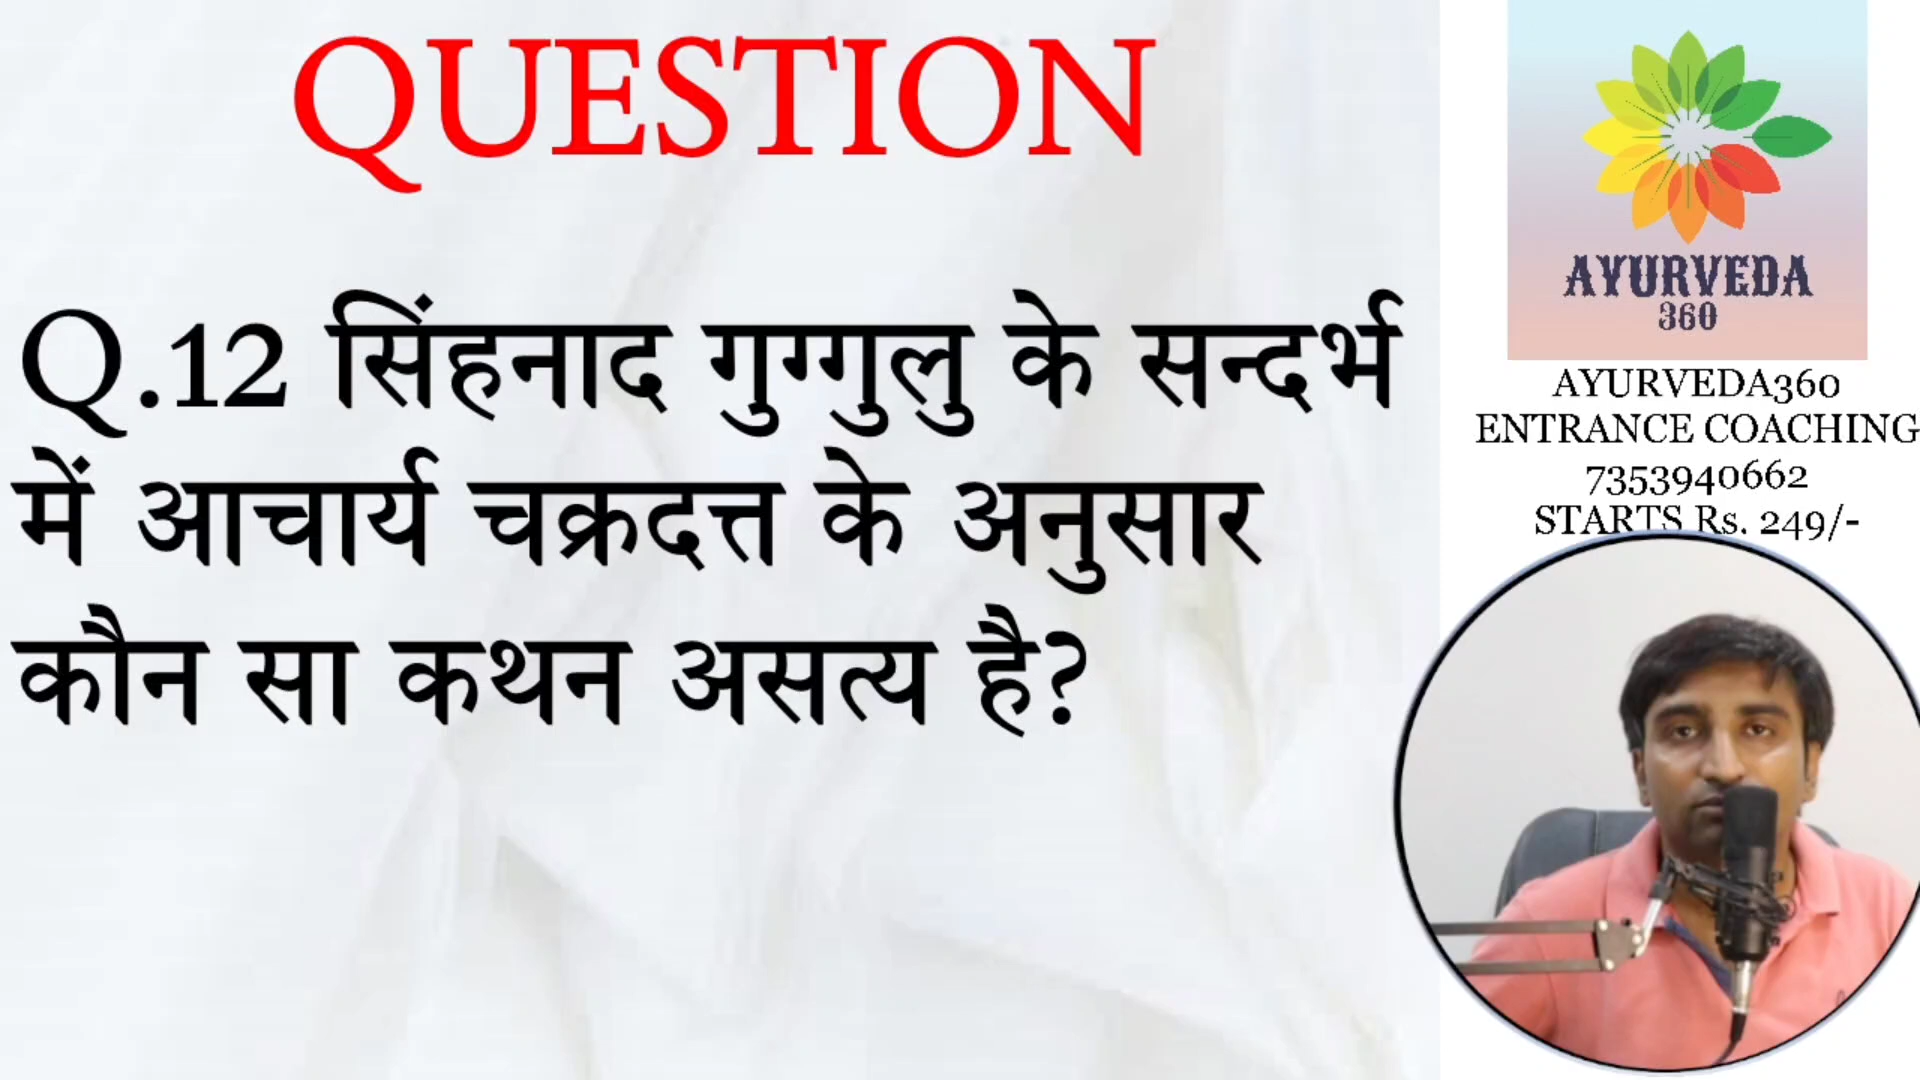 QUESTION
Q.12 सिंहनाद गुग्गुलु के सन्दर्भ
में आचार्य चक्रदत्त के अनुसार
कौन सा कथन असत्य है?
AYURVEDA
360
AYURVEDA360
ENTRANCE COACHING
7353940662
STARTS Rs. 249/-